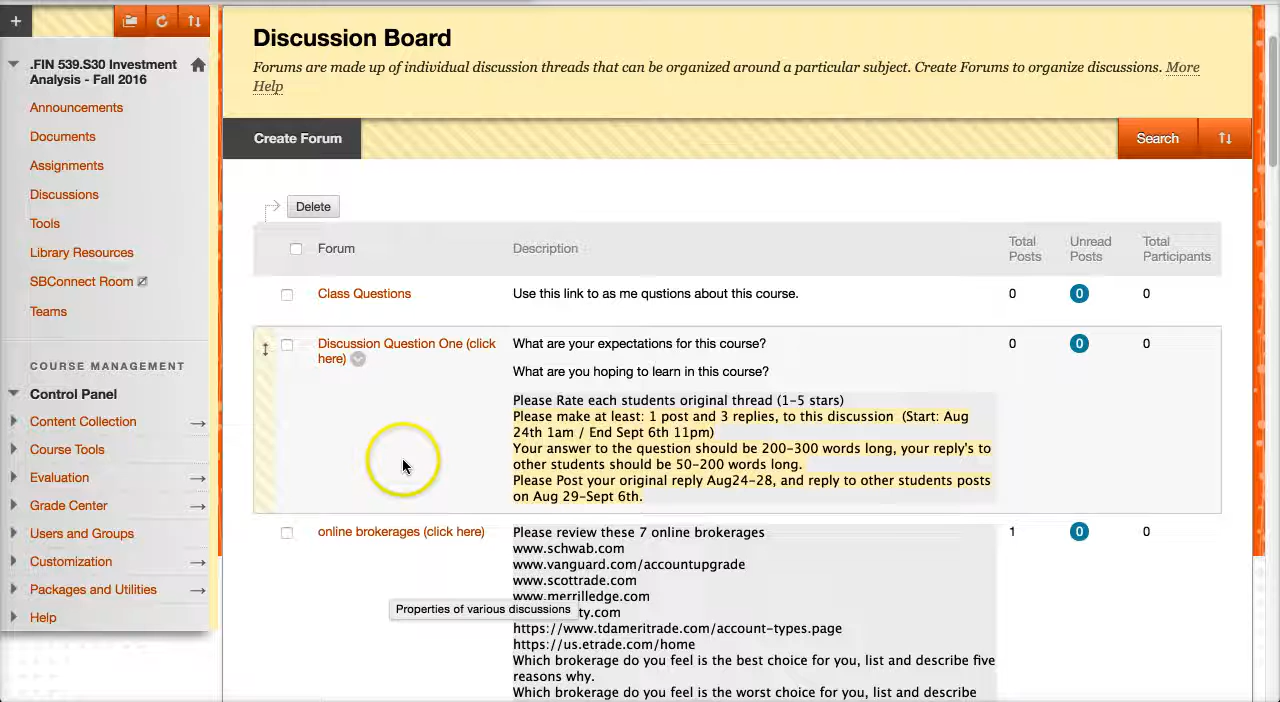 .FIN 539.S30 Investment
Analysis - Fall 2016
Announcements
Documents
Assignments
Discussions
Tools
Library Resources
SBConnect Room
Teams
COURSE MANAGEMENT
Control Panel
Content Collection
Course Tools
Evaluation
Grade Center
Users and Groups
Customization
Packages and Utilities
Help
Discussion Board
Forums are made up of individual discussion threads that can be organized around a particular subject. Create Forums to organize discussions. More
Help
Create Forum
Search
Delete
Forum
Description
Total
Posts
Unread
Posts
Total
Participants
Class Questions
Use this link to as me qustions about this course.
0
0
0
Discussion Question One (click
here)
What are your expectations for this course?
What are you hoping to learn in this course?
Please Rate each students original thread (1-5 stars)
Please make at least: 1 post and 3 replies, to this discussion (Start: Aug
24th 1am / End Sept 6th 11pm)
Your answer to the question should be 200-300 words long, your reply's to
other students should be 50-200 words long.
Please Post your original reply Aug24-28, and reply to other students posts
on Aug 29-Sept 6th.
0
0
0
online brokerages (click here)
Please review these 7 online brokerages
www.schwab.com
www.vanguard.com/accountupgrade
www.scottrade.com
www.merrilledge.com
ty.com
https://www.tdameritrade.com/account-types.page
https://us.etrade.com/home
Which brokerage do you feel is the best choice for you, list and describe five
reasons why.
Which brokerage do you feel is the worst choice for you, list and describe
1
0
0
Properties of various discussions